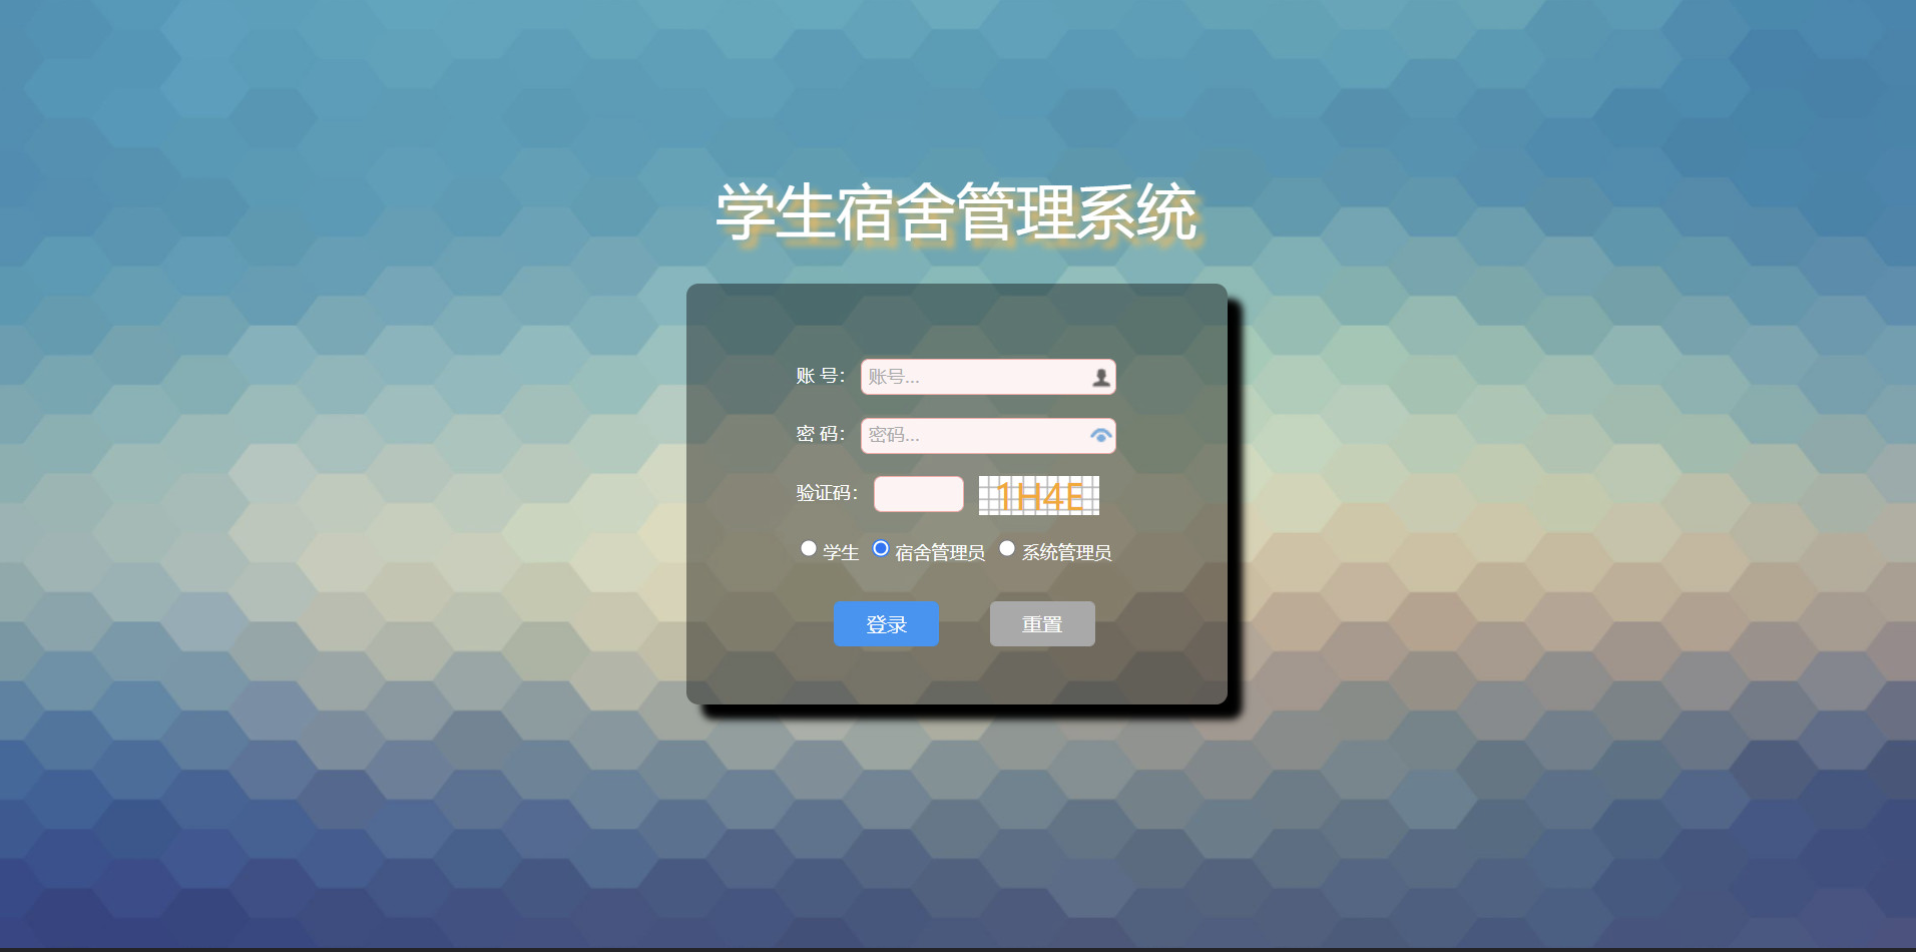 学生宿舍管理系统
账 号： 账号...
密 码： 密码...
验证码： 1H4E
学生 宿舍管理员 系统管理员
登录 重置